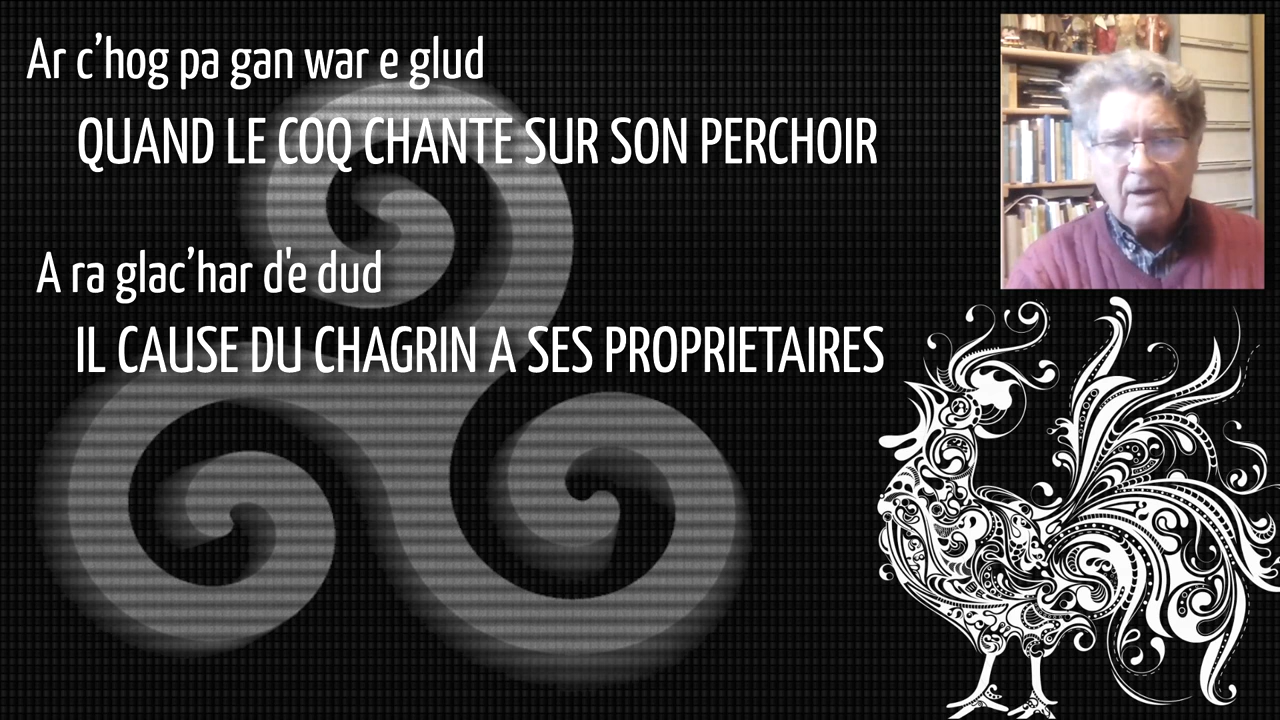 Ar c’hog pa gan war e glud
QUAND LE COQ CHANTE SUR SON PERCHOIR
A ra glac’har d'e dud
IL CAUSE DU CHAGRIN A SES PROPRIETAIRES